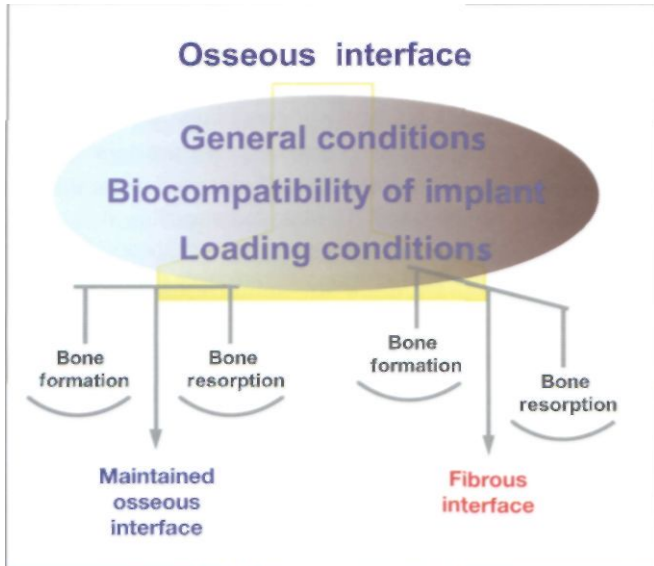 Osseous interface
General conditions
Biocompatibility of implant
Loading conditions
Bone
formation
Bone
resorption
Bone
formation
Bone
resorption
Maintained
osseous
interface
Fibrous
interface